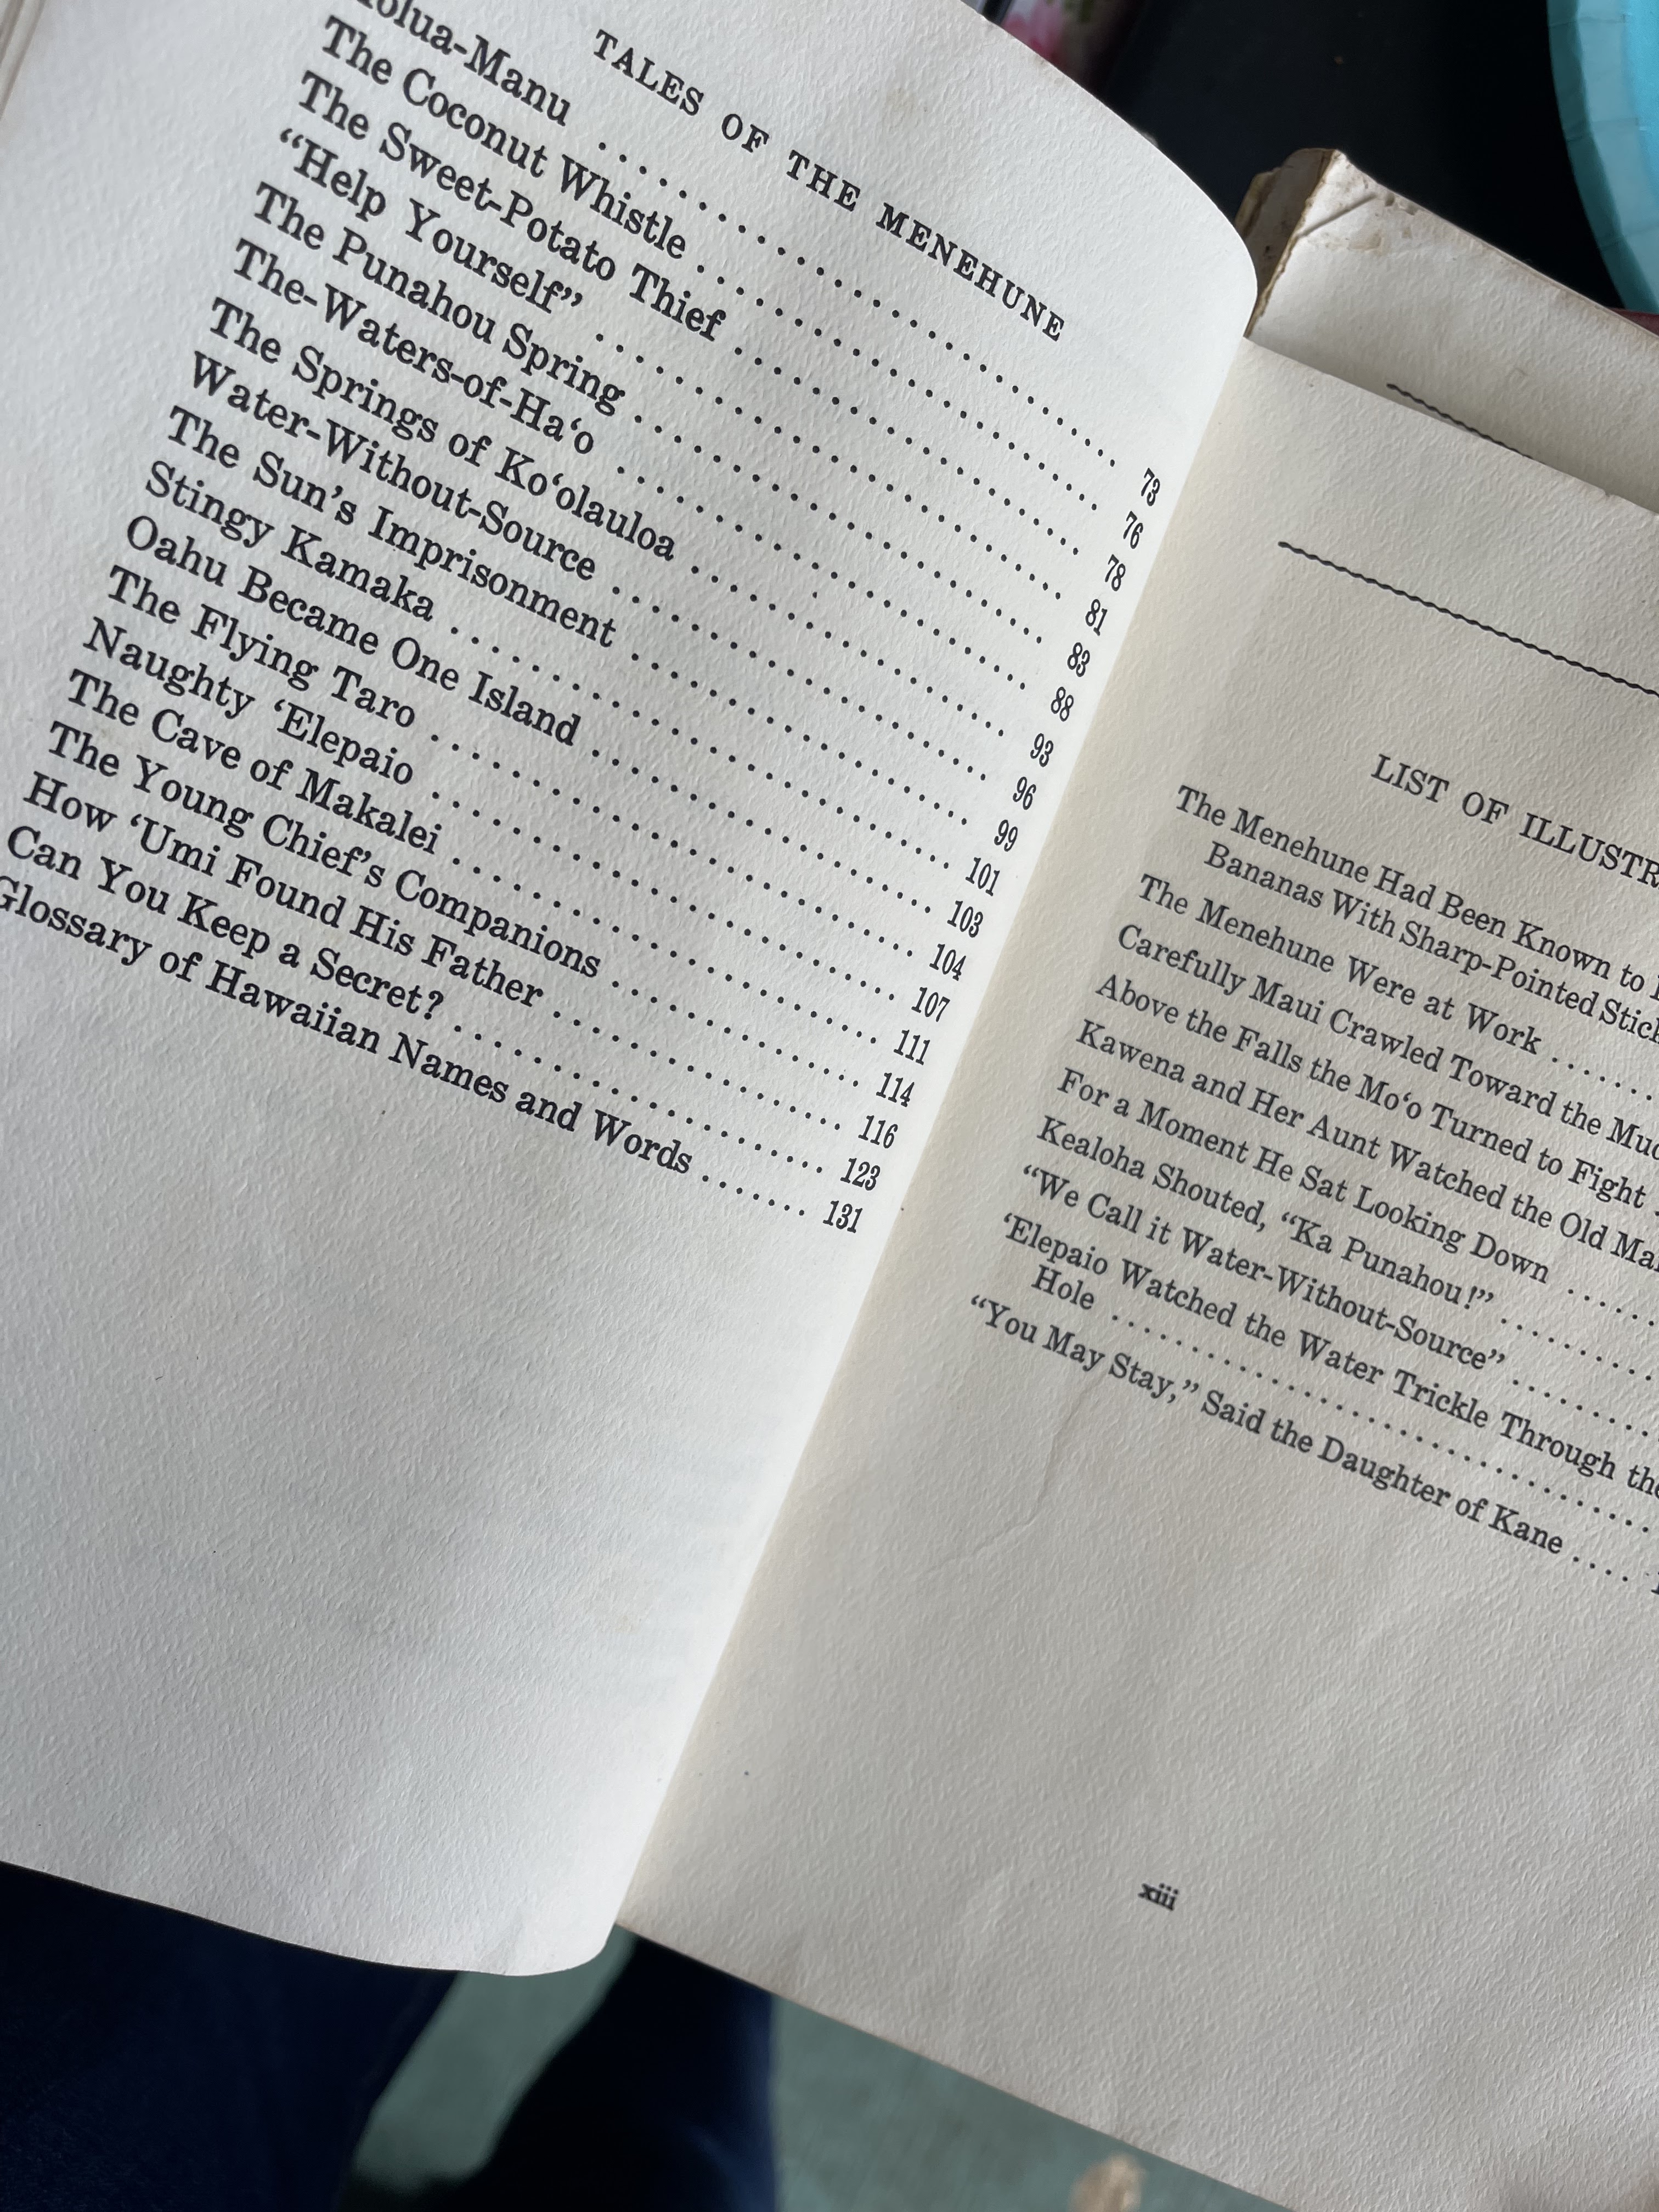 TALES OF THE MENEHUNE
The Coconut Whistle
The Sweet-Potato Thief
“Help Yourself”
The Punahou Spring
The-Waters-of-Ha‘o
The Springs of Ko‘olauloa
Water-Without-Source
The Sun’s Imprisonment
Stingy Kamaka
Oahu Became One Island
The Flying Taro
Naughty ‘Elepaio
The Cave of Makalei
The Young Chief’s Companions
How ‘Umi Found His Father
Can You Keep a Secret?
Glossary of Hawaiian Names and Words ....... 131
73
76
78
81
83
88
93
96
99
101
103
104
107
111
114
116
123
LIST OF
The Menehune Had Been Known to
Bananas With Sharp-Pointed
The Menehune Were at Work
Carefully Maui Crawled Toward the
Above the Falls the Mo‘o Turned to Fight
Kawena and Her Aunt Watched the Old
For a Moment He Sat Looking Down
Kealoha Shouted, “Ka Punahou!”
“We Call it Water-Without-Source”
‘Elepaio Watched the Water Trickle Through
Hole
“You May Stay,” Said the Daughter of Kane
xiii